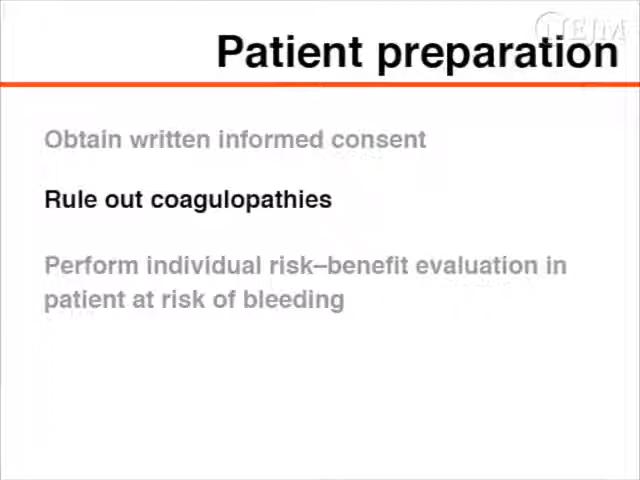 NEJM
Patient preparation
Obtain written informed consent
Rule out coagulopathies
Perform individual risk–benefit evaluation in
patient at risk of bleeding